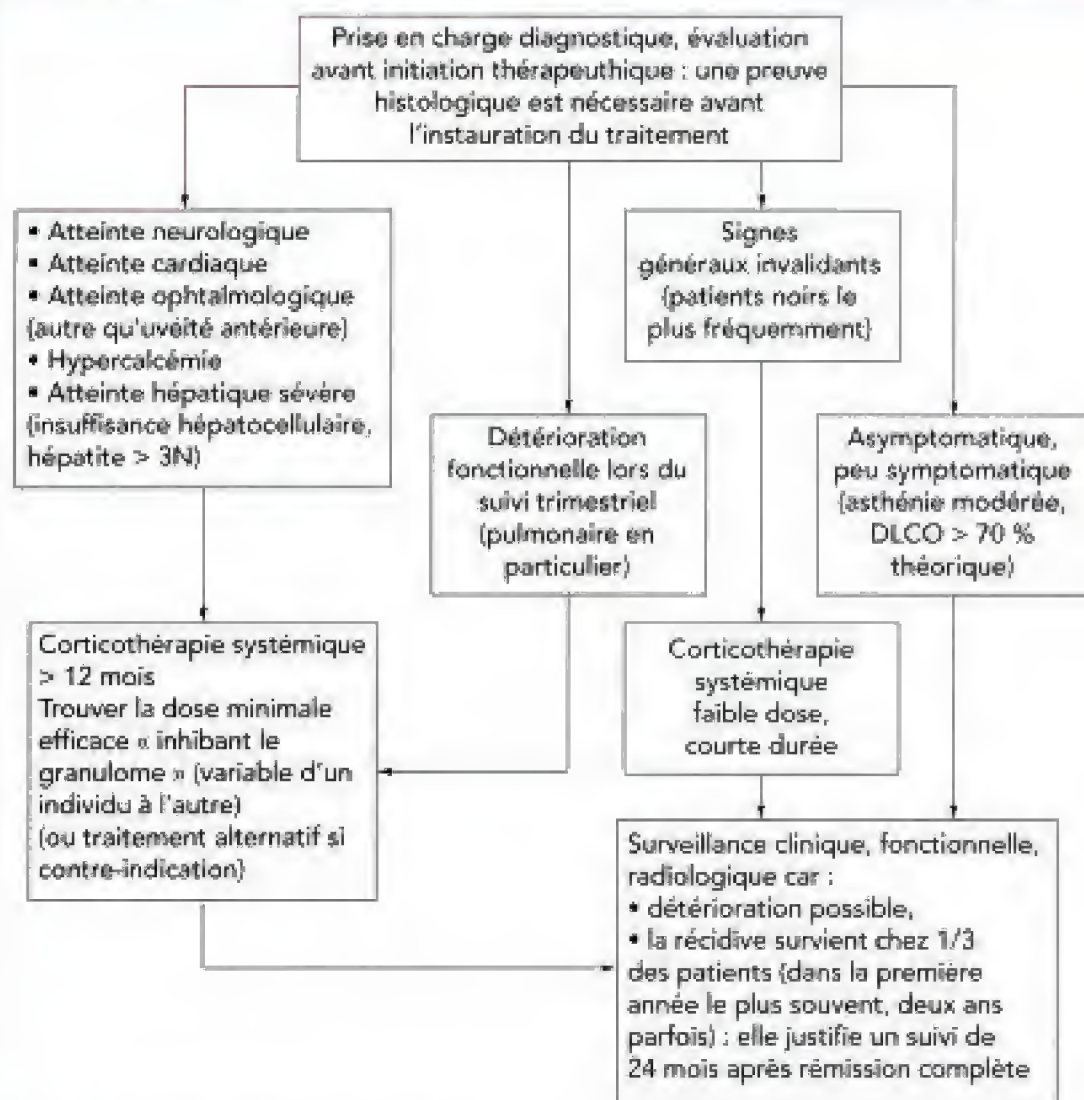 Prise en charge diagnostique, évaluation
avant initiation thérapeuthique : une preuve
histologique est nécessaire avant
l'instauration du traitement
• Atteinte neurologique
• Atteinte cardiaque
• Atteinte ophtalmologique
(autre qu'uvéité antérieure)
• Hypercalcémie
• Atteinte hépatique sévère
(insuffisance hépatocellulaire,
hépatite > 3N)
Détérioration
fonctionnelle lors du
suivi trimestriel
(pulmonaire en
particulier)
Signes
généraux invalidants
(patients noirs le
plus fréquemment)
Asymptomatique,
peu symptomatique
(asthénie modérée,
DLCO > 70 %
théorique)
Corticothérapie systémique
> 12 mois
Trouver la dose minimale
efficace « inhibant le
granulome » (variable d'un
individu à l'autre)
(ou traitement alternatif si
contre-indication)
Corticothérapie
systémique
faible dose,
courte durée
Surveillance clinique, fonctionnelle,
radiologique car :
• détérioration possible,
• la récidive survient chez 1/3
des patients (dans la première
année le plus souvent, deux ans
parfois) : elle justifie un suivi de
24 mois après rémission complète